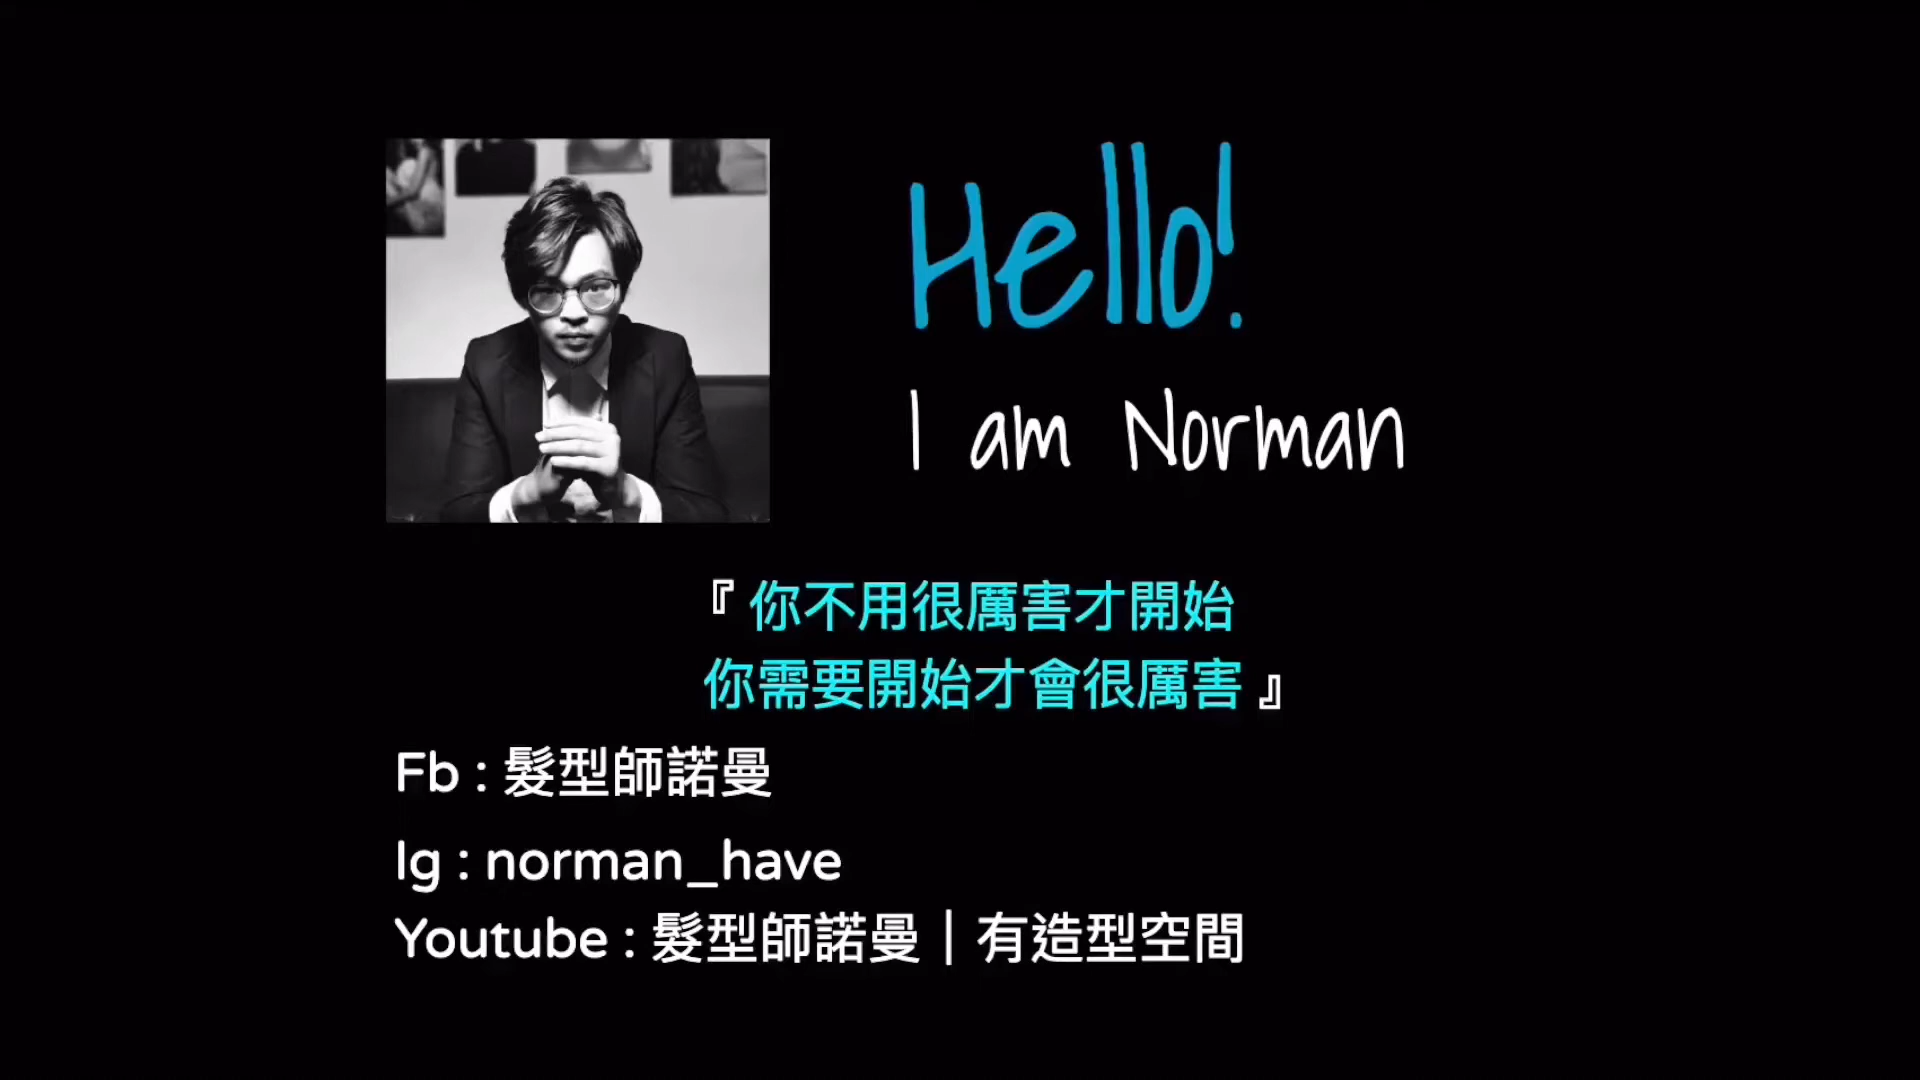 Hello!
I am Norman
『 你不用很厲害才開始
你需要開始才會很厲害 』
Fb : 髮型師諾曼
Ig : norman_have
Youtube : 髮型師諾曼｜有造型空間